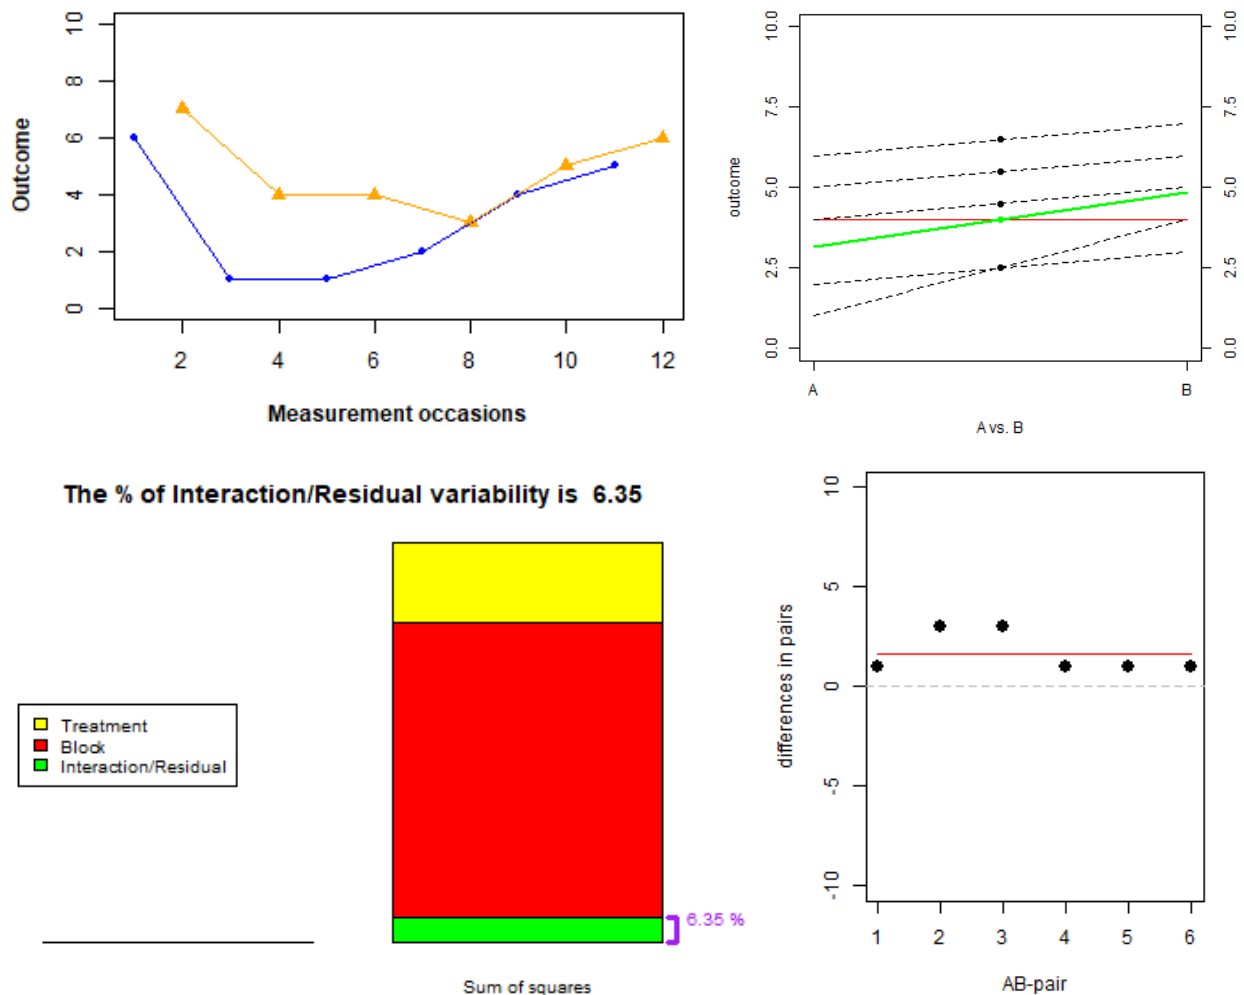 Outcome
10
8
6
4
2
0
2 4 6 8 10 12
Measurement occasions
outcome
10.0
7.5
5.0
2.5
0.0
10.0
7.5
5.0
2.5
0.0
A B
A vs. B
The % of Interaction/Residual variability is 6.35
Treatment
Block
Interaction/Residual
6.35 %
Sum of squares
differences in pairs
10
5
0
-5
-10
1 2 3 4 5 6
AB-pair